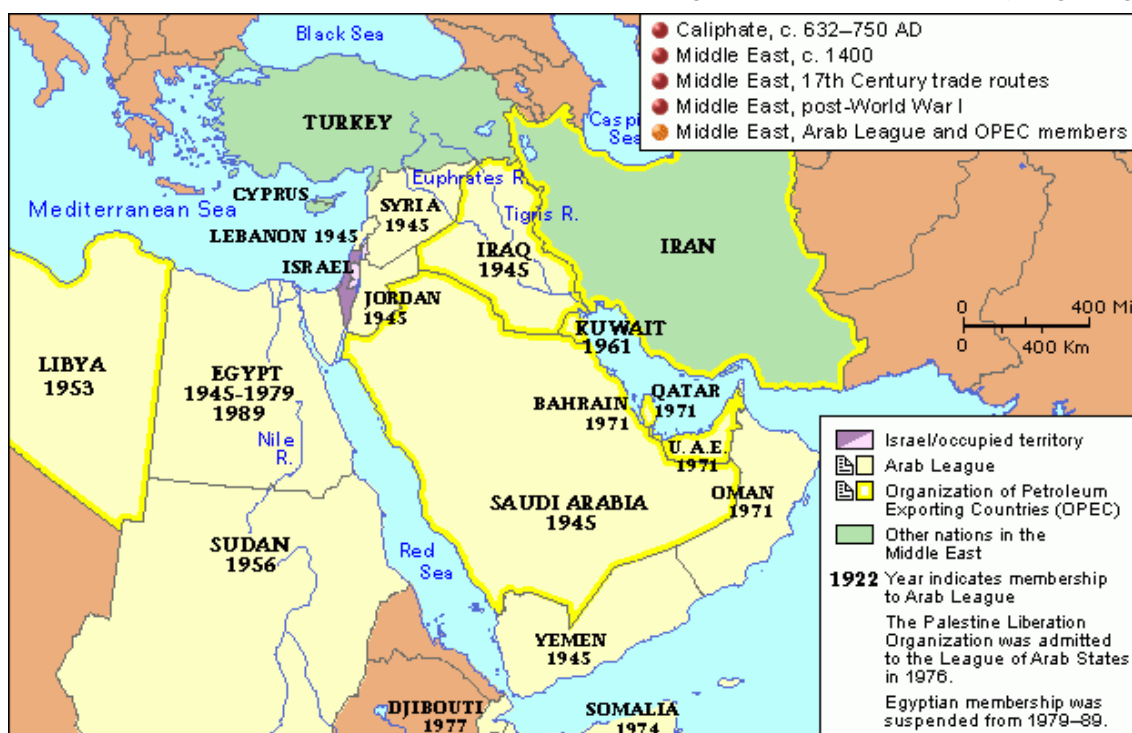 Black Sea
Caliphate, c. 632–750 AD
Middle East, c. 1400
Middle East, 17th Century trade routes
Middle East, post-World War I
Middle East, Arab League and OPEC members
TURKEY
Sea
Euphrates R.
CYPRUS
Mediterranean Sea
SYRIA
1945
Tigris R.
LEBANON 1945
IRAQ
1945
IRAN
ISRAEL
JORDAN
1945
0 400 Mi
0 400 Km
KUWAIT
1961
LIBYA
1953
EGYPT
1945-1979
1989
QATAR
1971
BAHRAIN
1971
Nile
R.
U. A.E.
1971
OMAN
1971
SAUDI ARABIA
1945
SUDAN
1956
Red
Sea
YEMEN
1945
DJIBOUTI
1977
SOMALIA
1974
Israel/occupied territory
Arab League
Organization of Petroleum
Exporting Countries (OPEC)
Other nations in the
Middle East
1922 Year indicates membership
to Arab League
The Palestine Liberation
Organization was admitted
to the League of Arab States
in 1976.
Egyptian membership was
suspended from 1979–89.